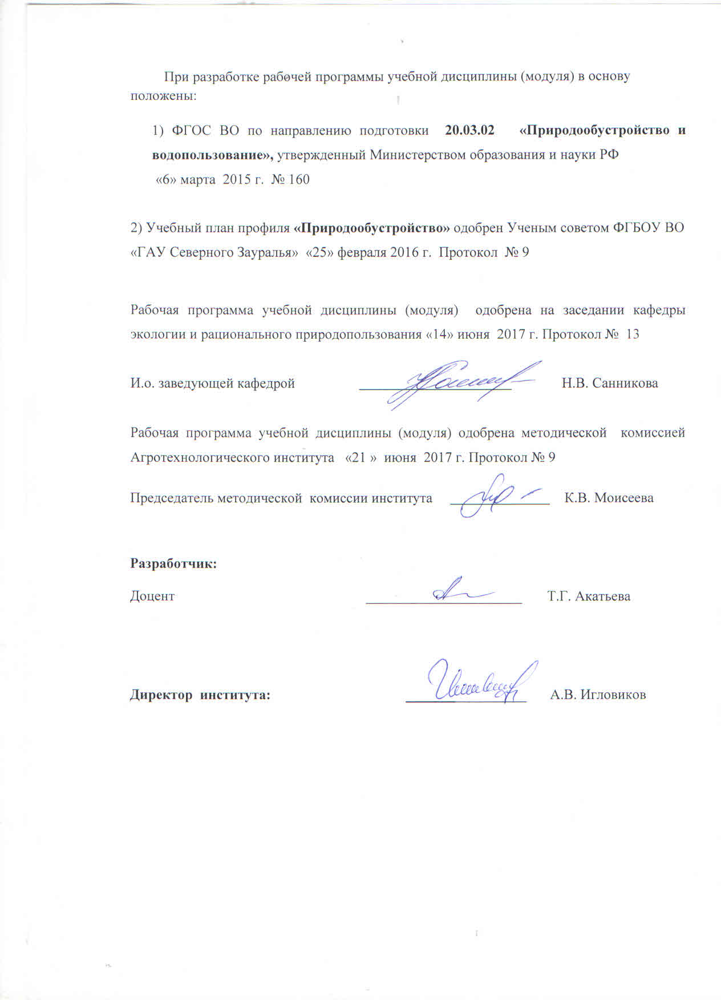 При разработке рабочей программы учебной дисциплины (модуля) в основу
положены:
1) ФГОС ВО по направлению подготовки 20.03.02 «Природообустройство и
водопользование», утвержденный Министерством образования и науки РФ
«6» марта 2015 г. № 160
2) Учебный план профиля «Природообустройство» одобрен Ученым советом ФГБОУ ВО
«ГАУ Северного Зауралья» «25» февраля 2016 г. Протокол № 9
Рабочая программа учебной дисциплины (модуля) одобрена на заседании кафедры
экологии и рационального природопользования «14» июня 2017 г. Протокол № 13
И.о. заведующей кафедрой Н.В. Санникова
Рабочая программа учебной дисциплины (модуля) одобрена методической комиссией
Агротехнологического института «21 » июня 2017 г. Протокол № 9
Председатель методической комиссии института К.В. Моисеева
Разработчик:
Доцент Т.Г. Акатьева
Директор института: А.В. Игловиков